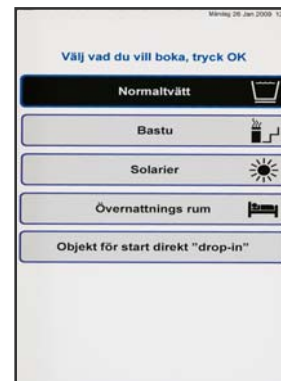 Måndag 26 Jan 2009 1
Välj vad du vill boka, tryck OK
Normaltvätt
Bastu
Solarier
Övernattnings rum
Objekt för start direkt "drop-in"